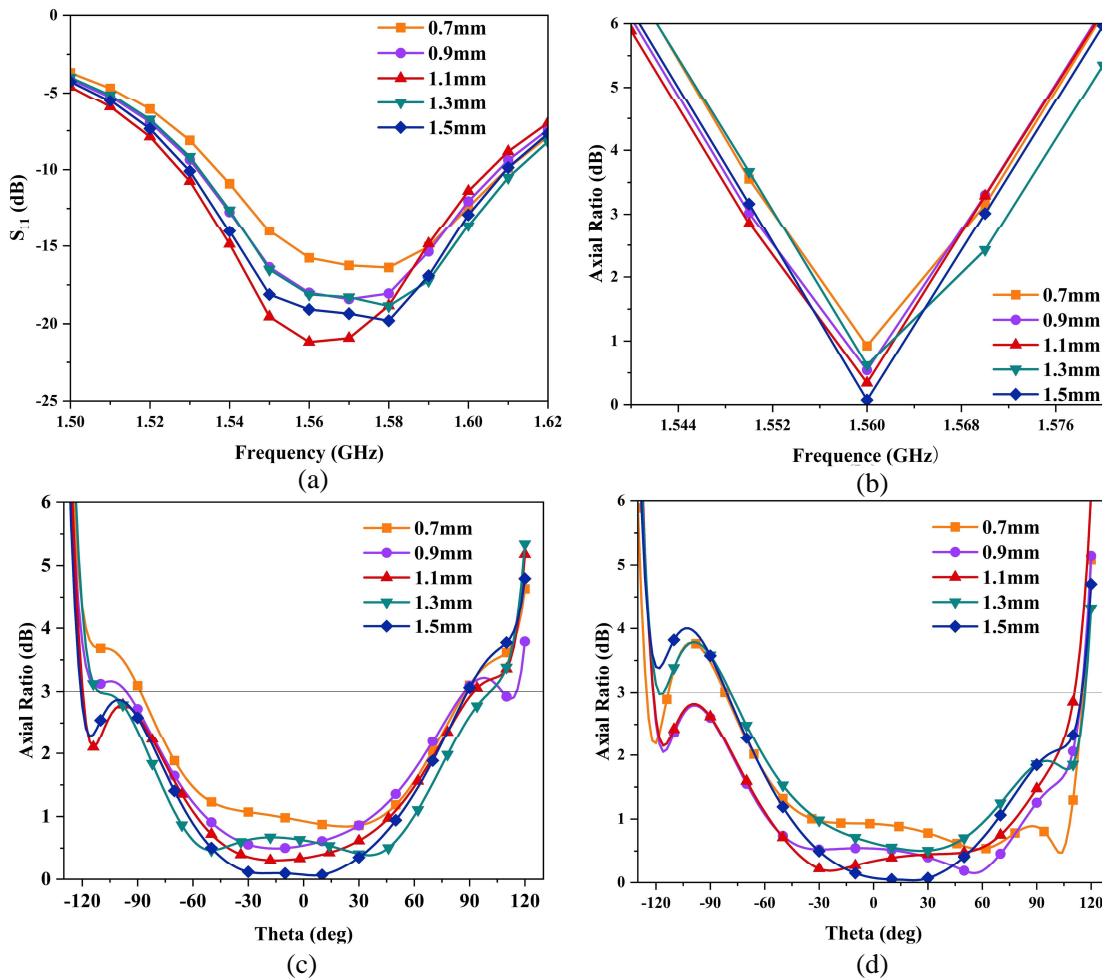 0
-5
-10
-15
-20
-25
S11 (dB)
0.7mm
0.9mm
1.1mm
1.3mm
1.5mm
1.50 1.52 1.54 1.56 1.58 1.60 1.62
Frequency (GHz)
(a)
6
5
4
3
2
1
0
Axial Ratio (dB)
0.7mm
0.9mm
1.1mm
1.3mm
1.5mm
1.544 1.552 1.560 1.568 1.576
Frequence (GHz)
(b)
6
5
4
3
2
1
0
Axial Ratio (dB)
0.7mm
0.9mm
1.1mm
1.3mm
1.5mm
-120 -90 -60 -30 0 30 60 90 120
Theta (deg)
(c)
6
5
4
3
2
1
0
Axial Ratio (dB)
0.7mm
0.9mm
1.1mm
1.3mm
1.5mm
-120 -90 -60 -30 0 30 60 90 120
Theta (deg)
(d)